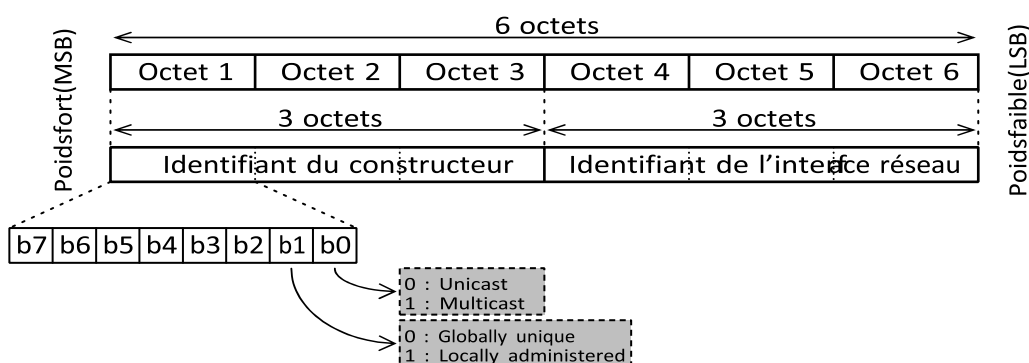 6 octets
Poidsfort(MSB)
Octet 1 Octet 2 Octet 3 Octet 4 Octet 5 Octet 6
Poidsfaible(LSB)
3 octets 3 octets
Identifiant du constructeur Identifiant de l'interface réseau
b7 b6 b5 b4 b3 b2 b1 b0
0 : Unicast
1 : Multicast
0 : Globally unique
1 : Locally administered